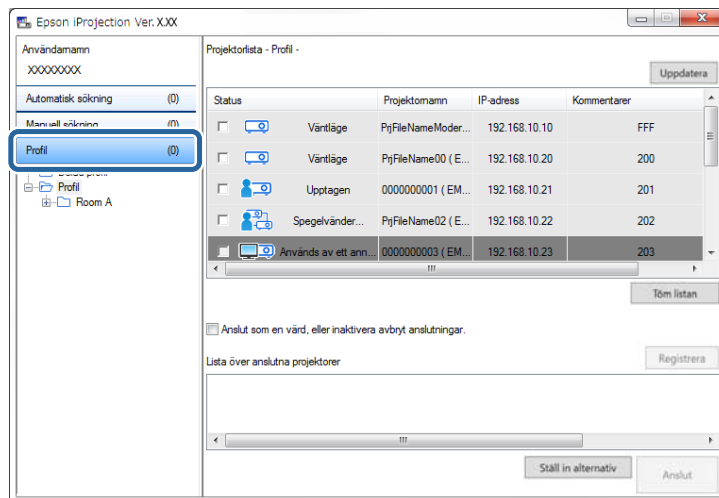 Epson iProjection Ver. X.XX
Användarnamn
XXXXXXXX
Automatisk sökning (0)
Manuell sökning (0)
Profil (0)
Profil
Room A
Projektorlista - Profil -
Uppdatera
Status Projektornamn IP-adress Kommentarer
Väntläge PrjFileNameModer... 192.168.10.10 FFF
Väntläge PrjFileName00 ( E... 192.168.10.20 200
Upptagen 0000000001 ( EM... 192.168.10.21 201
Spegelvänder... PrjFileName02 ( E... 192.168.10.22 202
Används av ett ann... 0000000003 ( EM... 192.168.10.23 203
Töm listan
Anslut som en värd, eller inaktivera avbryt anslutningar.
Lista över anslutna projektorer
Registrera
Ställ in alternativ
Anslut